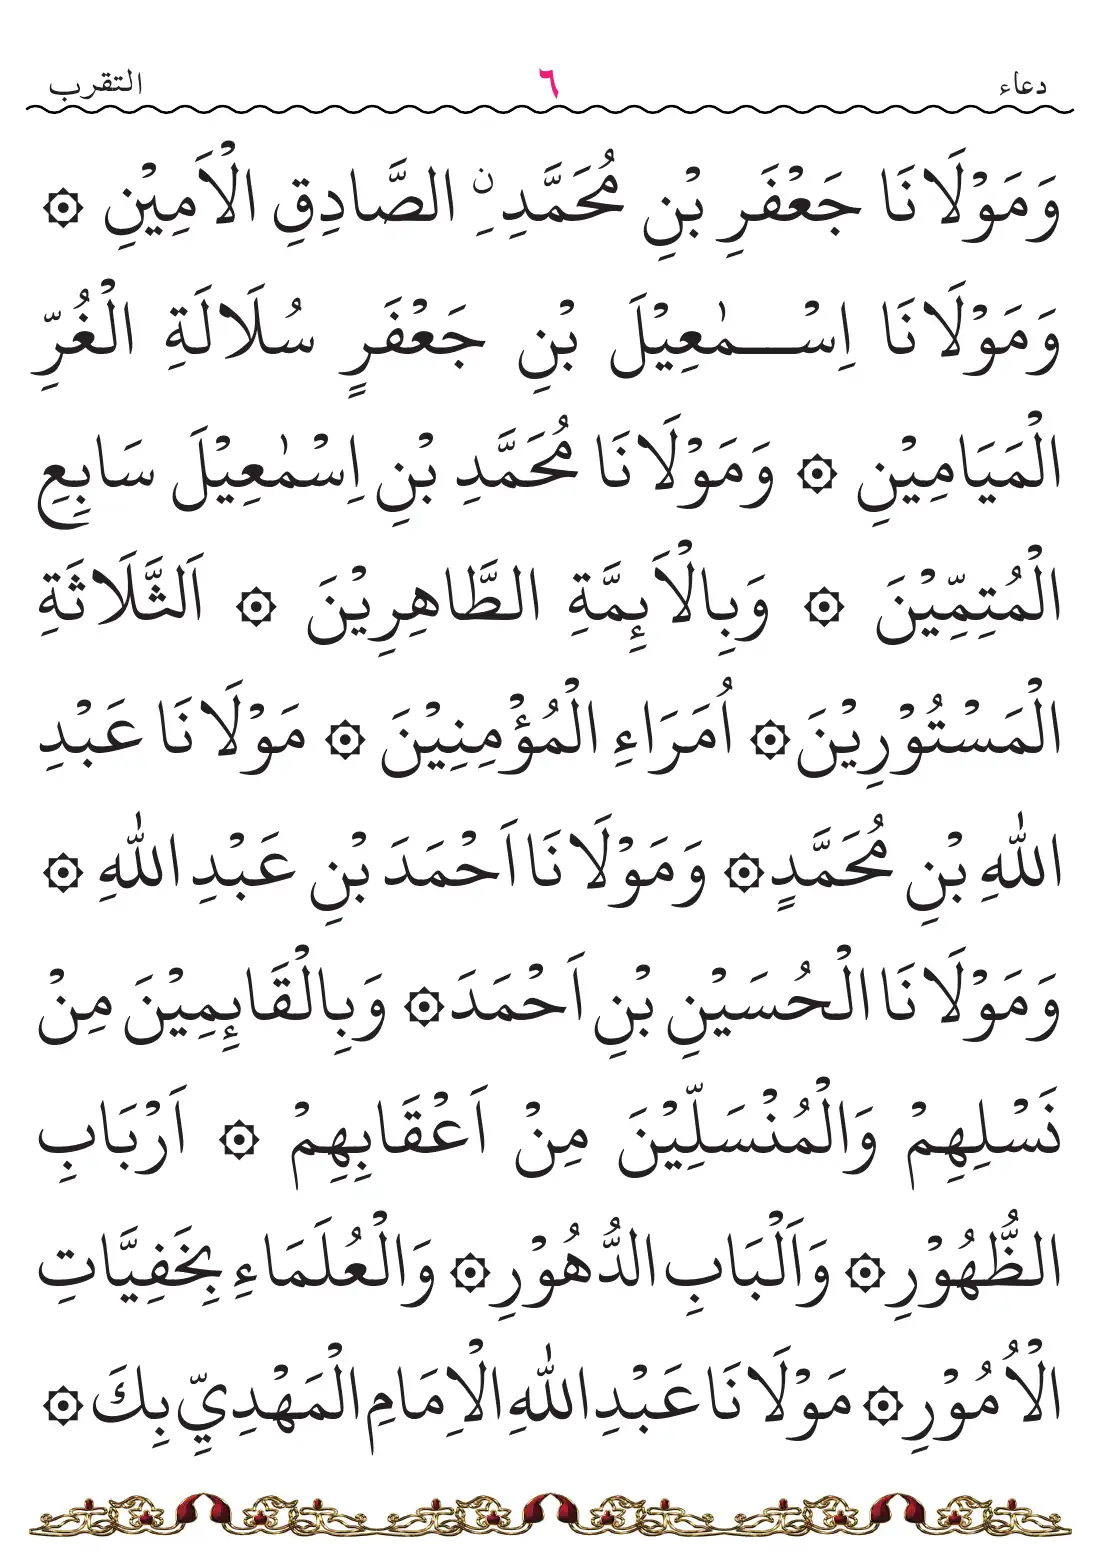 دعاء ٦ التقرب
وَمَوْلَانَا جَعْفَرِ بْنِ مُحَمَّدِ نِ الصَّادِقِ الْاَمِيْنِ ۞
وَمَوْلَانَا اِسْـــمٰعِيْلَ بْنِ جَعْفَرٍ سُلَالَةِ الْغُرِّ
الْمَيَامِيْنِ ۞ وَمَوْلَانَا مُحَمَّدِ بْنِ اِسْمٰعِيْلَ سَابِعِ
الْمُتِمِّيْنَ ۞ وَبِالْاَئِمَّةِ الطَّاهِرِيْنَ ۞ اَلثَّلَاثَةِ
الْمَسْتُوْرِيْنَ ۞ اُمَرَاءِ الْمُؤْمِنِيْنَ ۞ مَوْلَانَا عَبْدِ
اللّٰهِ بْنِ مُحَمَّدٍ ۞ وَمَوْلَانَا اَحْمَدَ بْنِ عَبْدِ اللّٰهِ ۞
وَمَوْلَانَا الْحُسَيْنِ بْنِ اَحْمَدَ ۞ وَبِالْقَائِمِيْنَ مِنْ
نَسْلِهِمْ وَالْمُنْسَلِّيْنَ مِنْ اَعْقَابِهِمْ ۞ اَرْبَابِ
الظُّهُوْرِ ۞ وَاَلْبَابِ الدُّهُوْرِ ۞ وَالْعُلَمَاءِ بِخَفِيَّاتِ
الْاُمُوْرِ ۞ مَوْلَانَا عَبْدِ اللّٰهِ الْاِمَامِ الْمَهْدِيِّ بِكَ ۞